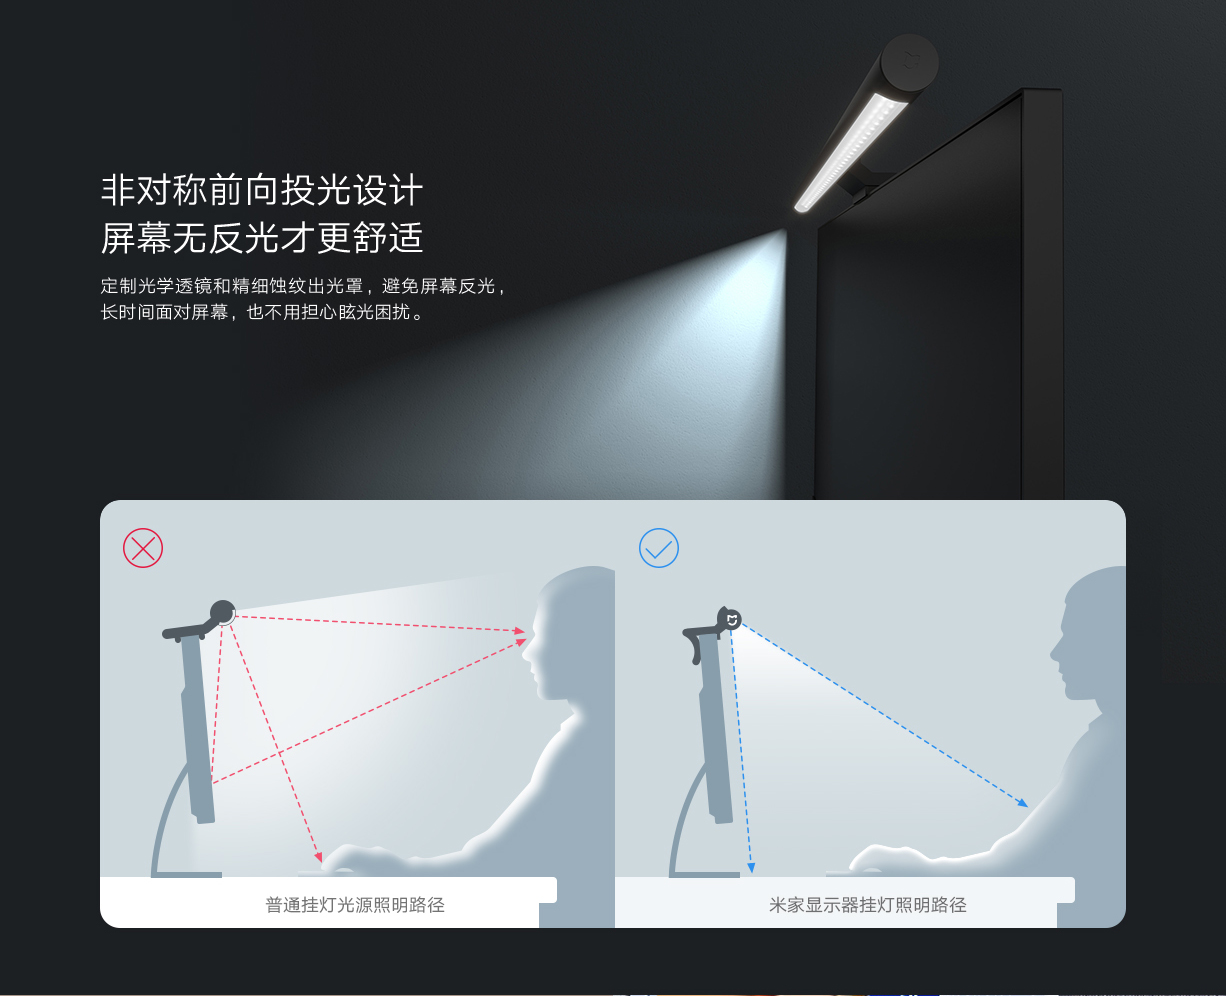 非对称前向投光设计
屏幕无反光才更舒适
定制光学透镜和精细蚀纹出光罩，避免屏幕反光，
长时间面对屏幕，也不用担心眩光困扰。
普通挂灯光源照明路径
米家显示器挂灯照明路径